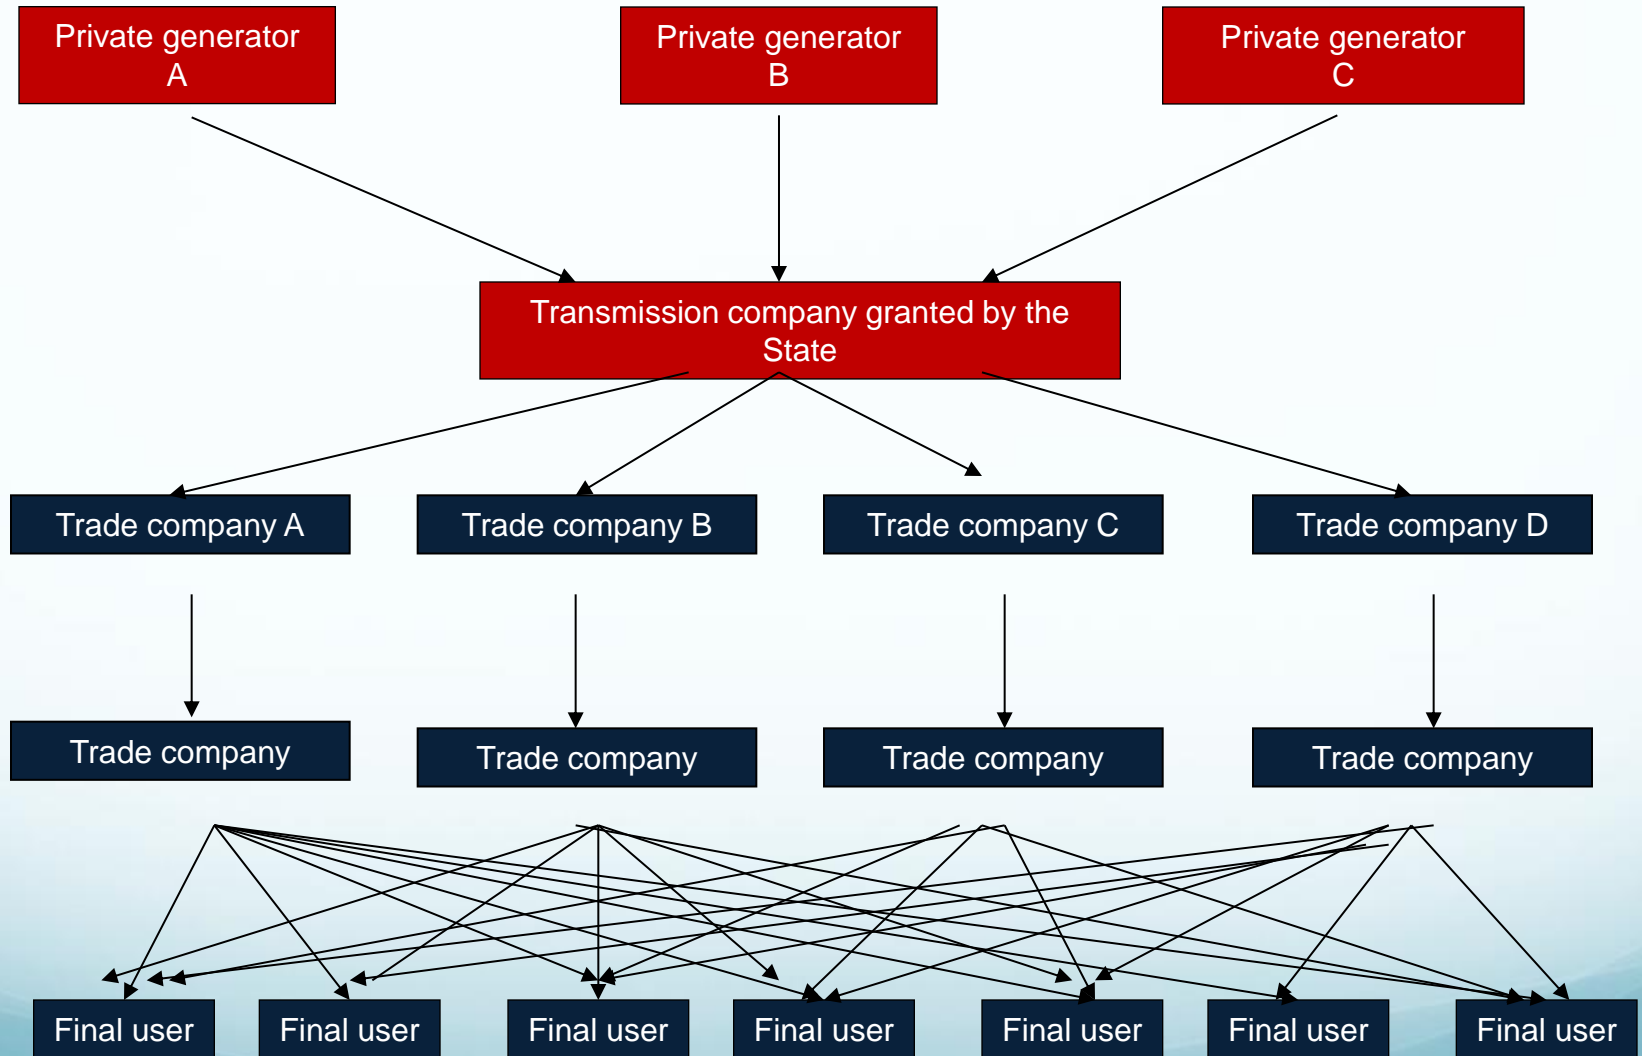 Private generator
A
Private generator
B
Private generator
C
Transmission company granted by the
State
Trade company A
Trade company B
Trade company C
Trade company D
Trade company
Trade company
Trade company
Trade company
Final user
Final user
Final user
Final user
Final user
Final user
Final user